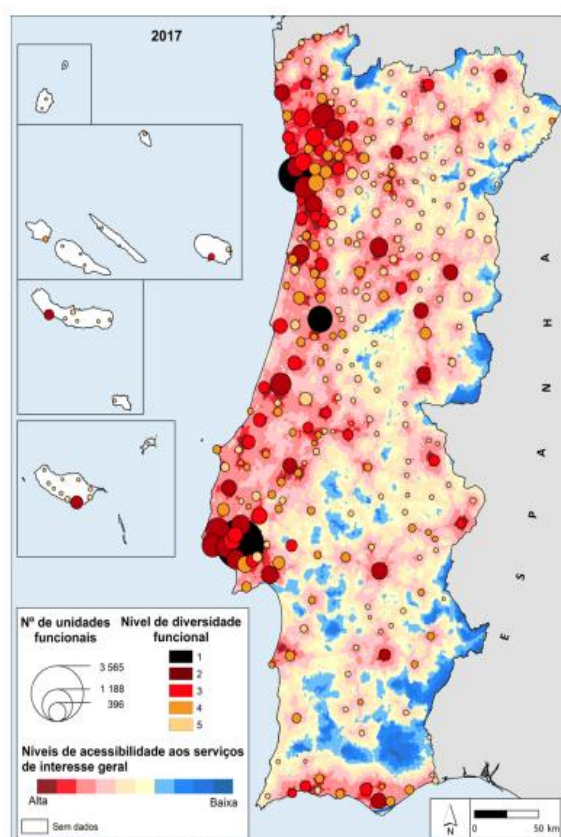 2017
ESPANHA
Nº de unidades
funcionais
3 565
1 188
396
Nível de diversidade
funcional
1
2
3
4
5
Níveis de acessibilidade aos serviços
de interesse geral
Alta
Baixa
Sem dados
N
0
50 km